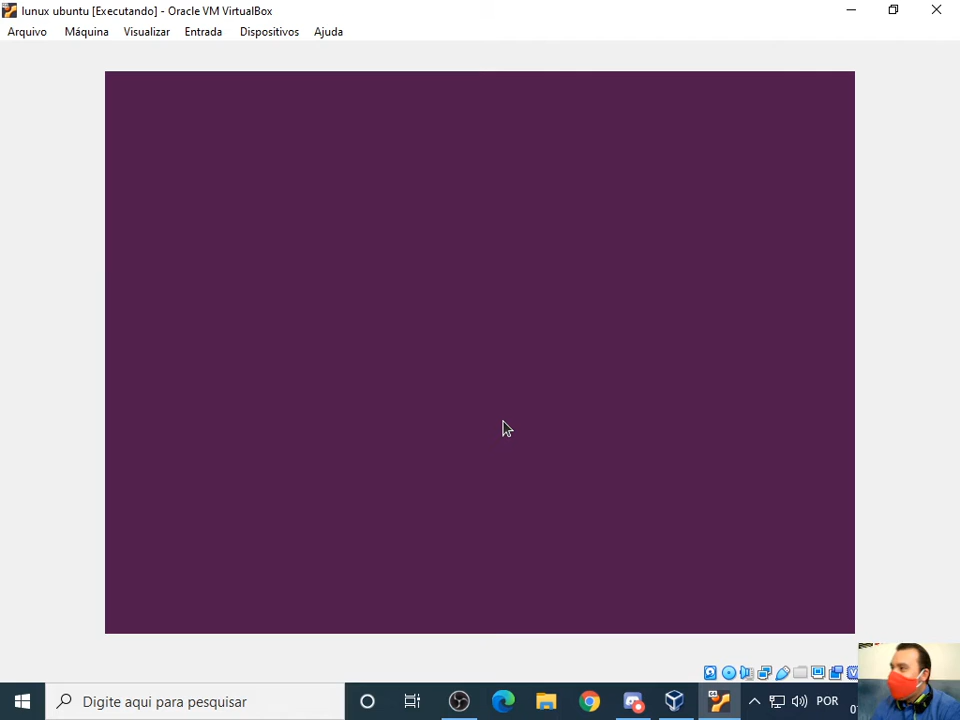 lunux ubuntu [Executando] - Oracle VM VirtualBox
Arquivo Máquina Visualizar Entrada Dispositivos Ajuda
Digite aqui para pesquisar
POR